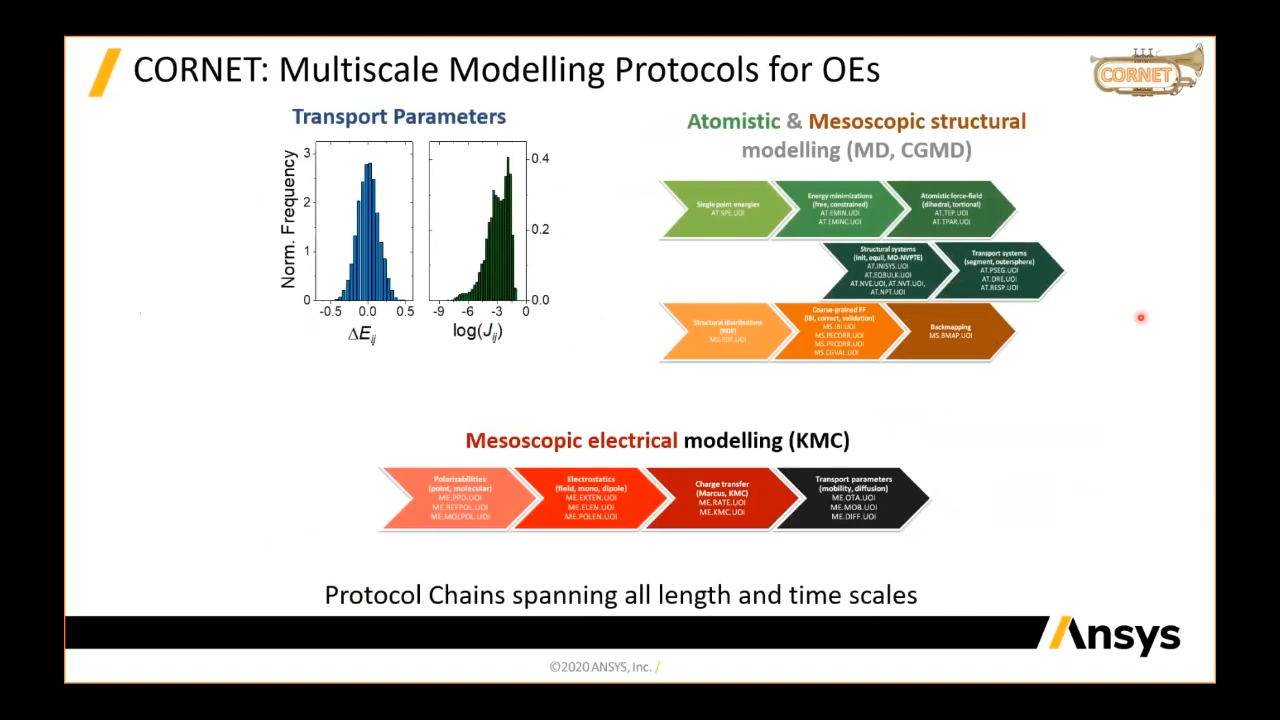 CORNET: Multiscale Modelling Protocols for OEs
CORNET
Transport Parameters
Norm. Frequency
3
2
1
0
-0.5
0.0
0.5
ΔEij
0.4
0.2
0.0
-9
-6
-3
0
log(Jij)
Atomistic & Mesoscopic structural
modelling (MD, CGMD)
Single point energies
AT.SPE.UOI
Energy minimizations
(free, constrained)
AT.EMIN.UOI
AT.EMINC.UOI
Atomistic force-field
(dihedral, tortional)
AT.TEP.UOI
AT.TPAR.UOI
Structural systems
(init, equil, MD-NVPTE)
AT.INISYS.UOI
AT.EQBULK.UOI
AT.NVE.UOI, AT.NVT.UOI,
AT.NPT.UOI
Transport systems
(segment, outersphere)
AT.PSEG.UOI
AT.ORE.UOI
AT.RESP.UOI
Structural distributions
(RDF)
MS.RDF.UOI
Coarse-grained FF
(IBI, correct, validation)
MS.IBI.UOI
MS.PECORR.UOI
MS.PRCORR.UOI
MS.CGVAL.UOI
Backmapping
MS.BMAP.UOI
Mesoscopic electrical modelling (KMC)
Polarizabilities
(point, molecular)
ME.PPD.UOI
ME.REFPOL.UOI
ME.MOLPOL.UOI
Electrostatics
(field, mono, dipole)
ME.EXTEN.UOI
ME.ELEN.UOI
ME.POLEN.UOI
Charge transfer
(Marcus, KMC)
ME.RATE.UOI
ME.KMC.UOI
Transport parameters
(mobility, diffusion)
ME.OTA.UOI
ME.MOB.UOI
ME.DIFF.UOI
Protocol Chains spanning all length and time scales
Ansys
©2020 ANSYS, Inc. /